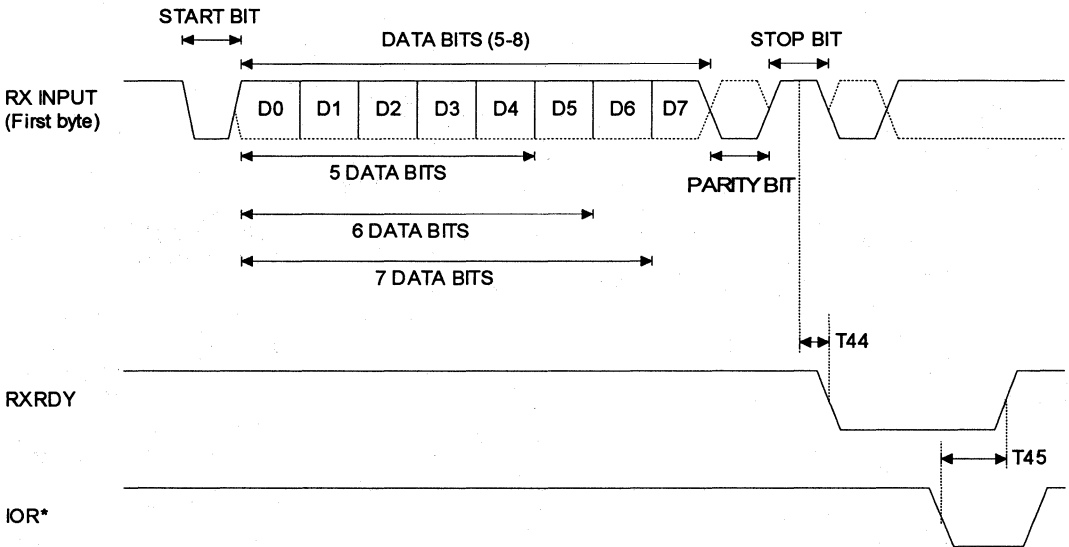 START BIT
DATA BITS (5-8)
STOP BIT
RX INPUT
(First byte)
D0 D1 D2 D3 D4 D5 D6 D7
5 DATA BITS
PARITY BIT
6 DATA BITS
7 DATA BITS
T44
RXRDY
T45
IOR*